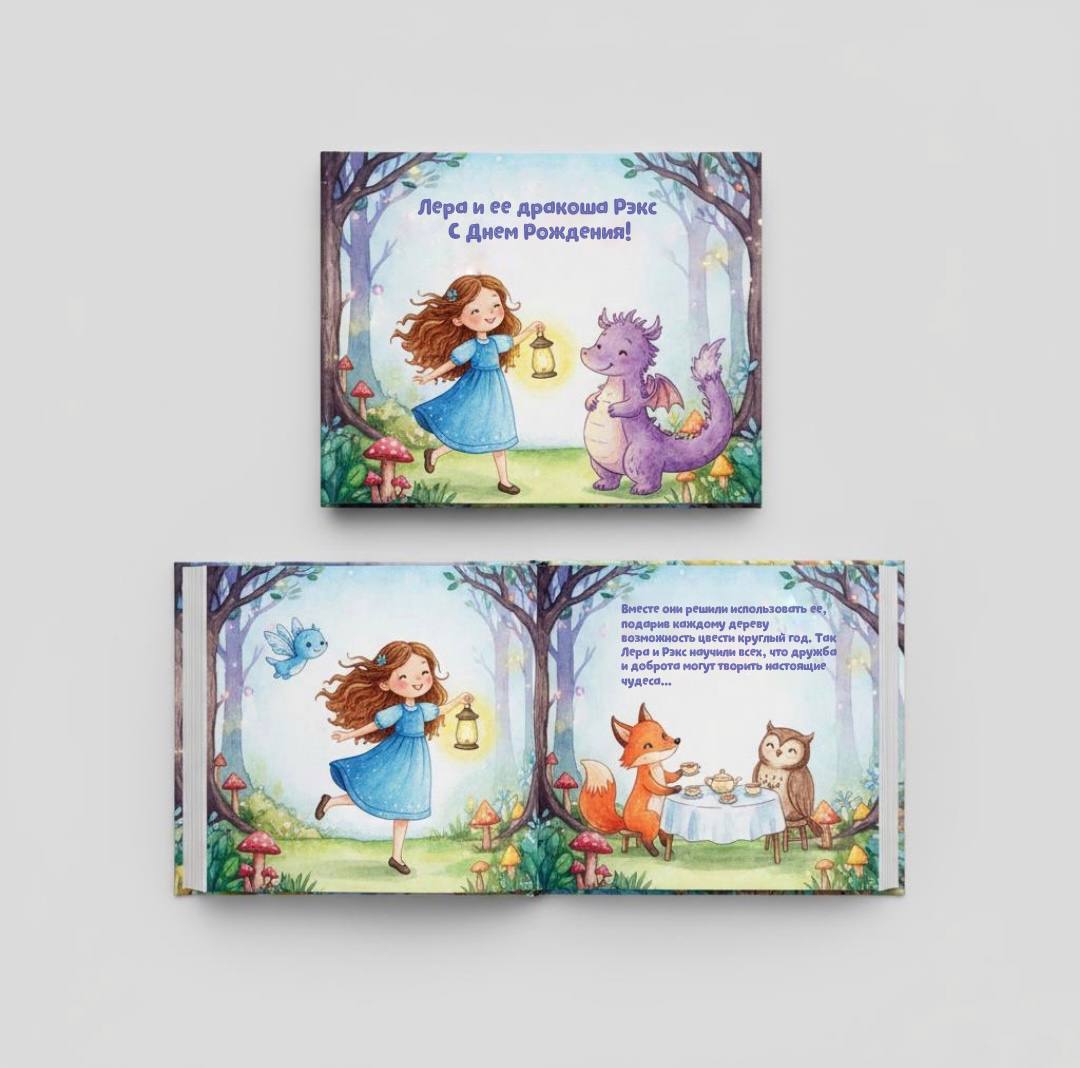 Лера и ее дракоша Рэкс
С Днем Рождения!
Вместе они решили использовать ее,
подарив каждому дереву
возможность цвести круглый год. Так
Лера и Рэкс научили всех, что дружба
и доброта могут творить настоящие
чудеса...